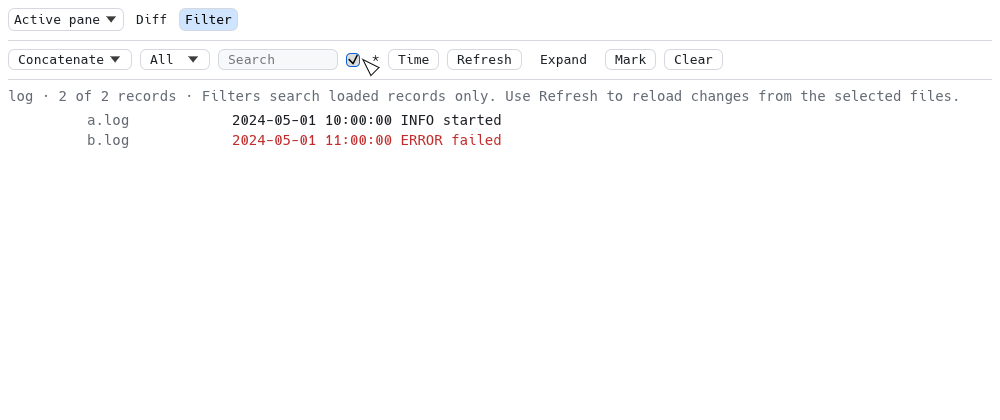 Active pane Diff Filter
Concatenate All Search * Time Refresh Expand Mark Clear
log · 2 of 2 records · Filters search loaded records only. Use Refresh to reload changes from the selected files.
a.log 2024-05-01 10:00:00 INFO started
b.log 2024-05-01 11:00:00 ERROR failed